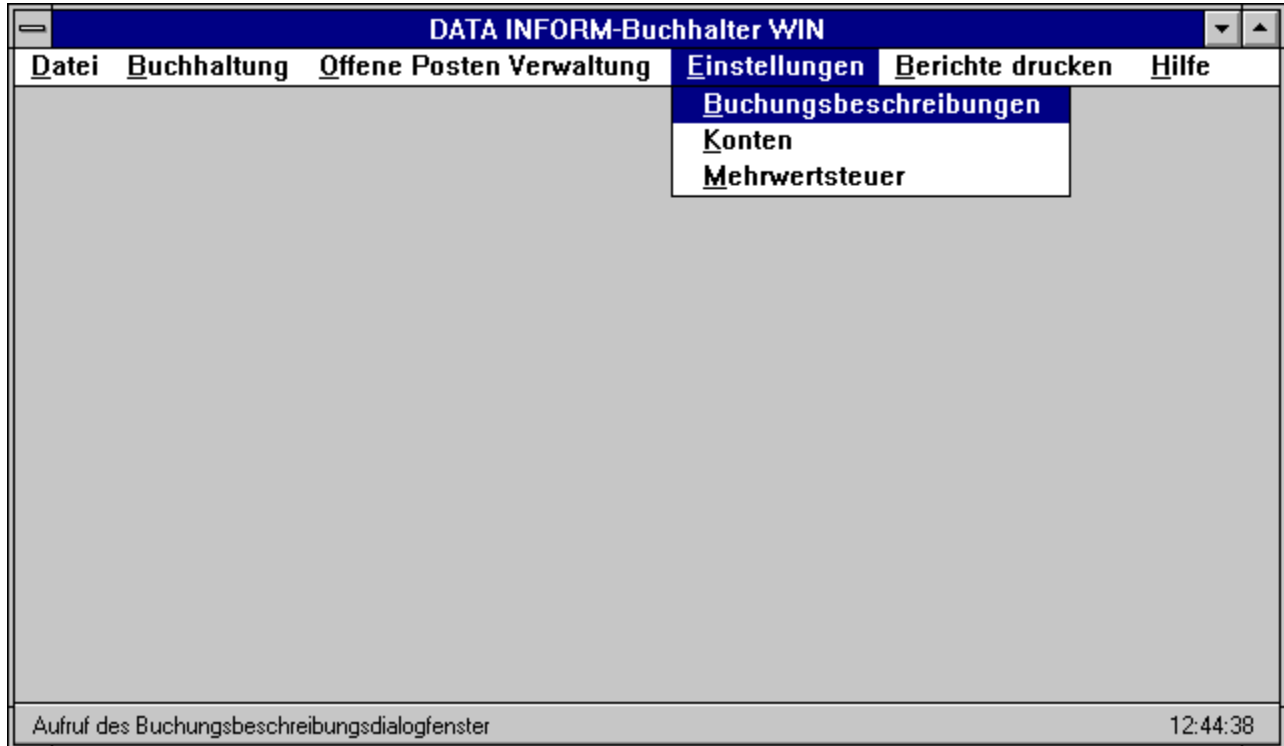 DATA INFORM-Buchhalter WIN
Datei Buchhaltung Offene Posten Verwaltung Einstellungen Berichte drucken Hilfe
Buchungsbeschreibungen
Konten
Mehrwertsteuer
Aufruf des Buchungsbeschreibungsdialogfenster 12:44:38